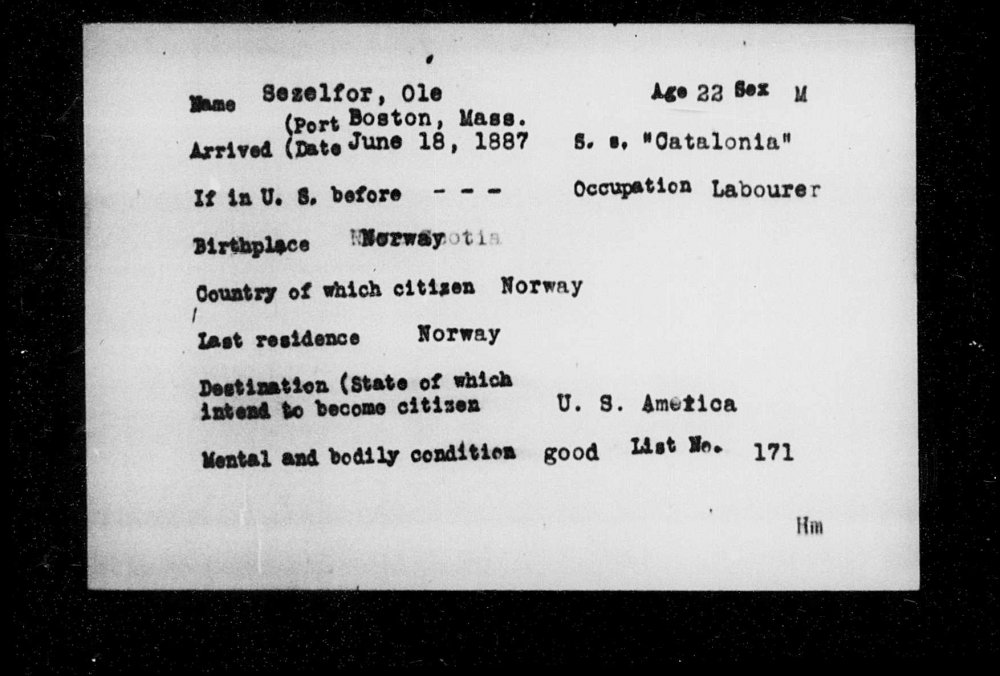 Name Sezelfor, Ole Age 22 Sex M
(Port Boston, Mass.
Arrived (Date June 18, 1887 S. s. "Catalonia"
If in U. S. before - - - Occupation Labourer
Birthplace Norway
Country of which citizen Norway
Last residence Norway
Destination (State of which
intend to become citizen U. S. America
Mental and bodily condition good List No. 171
Hm